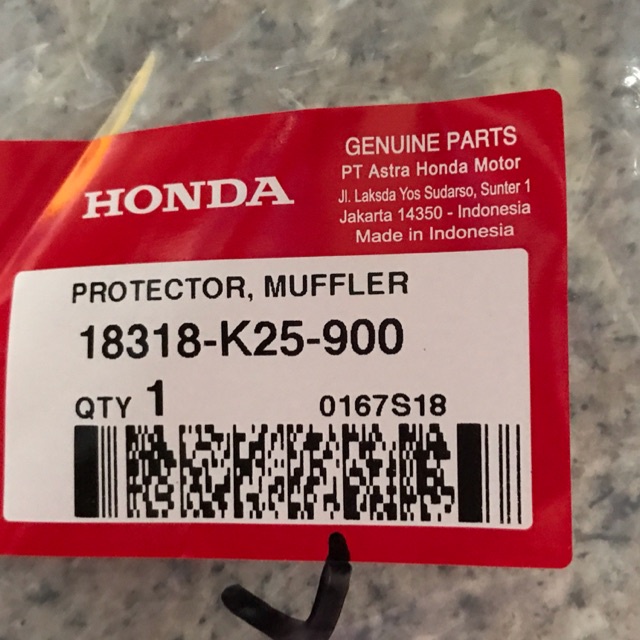 HONDA
GENUINE PARTS
PT Astra Honda Motor
Jl. Laksda Yos Sudarso, Sunter 1
Jakarta 14350 - Indonesia
Made in Indonesia
PROTECTOR, MUFFLER
18318-K25-900
QTY 1 0167S18